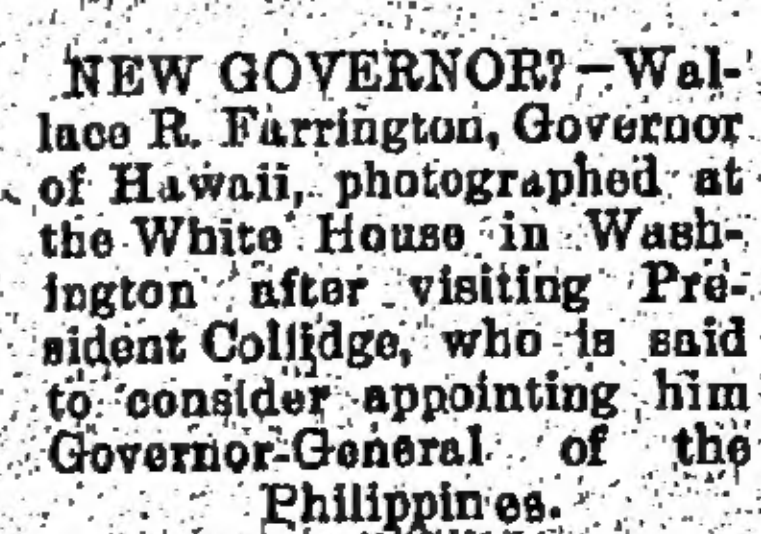 NEW GOVERNOR?—Wal-
lace R. Farrington, Governor
of Hawaii, photographed at
the White House in Wash-
ington after visiting Pre-
sident Collidge, who is said
to consider appointing him
Governor-General of the
Philippines.